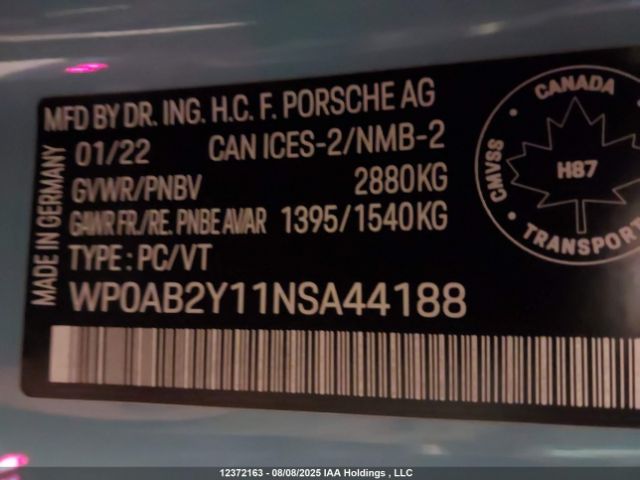 MFD BY DR. ING. H.C. F. PORSCHE AG
01/22 CAN ICES-2/NMB-2
GVWR/PNBV 2880KG
GAWR FR./RE. PNBE AV/AR 1395/1540KG
TYPE : PC/VT
WP0AB2Y11NSA44188
MADE IN GERMANY
CANADA
CMVSS
H87
TRANSPORT
12372163 - 08/08/2025 IAA Holdings , LLC